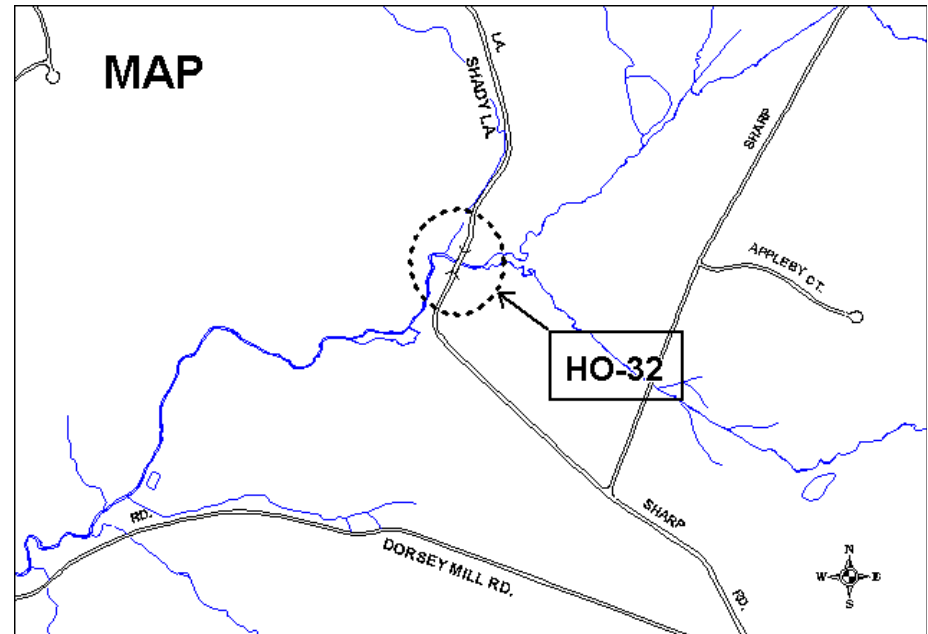 MAP
LA.
SHADY LA.
SHARP
APPLEBY CT.
HO-32
RD.
DORSEY MILL RD.
SHARP
RD.
N
W E
S